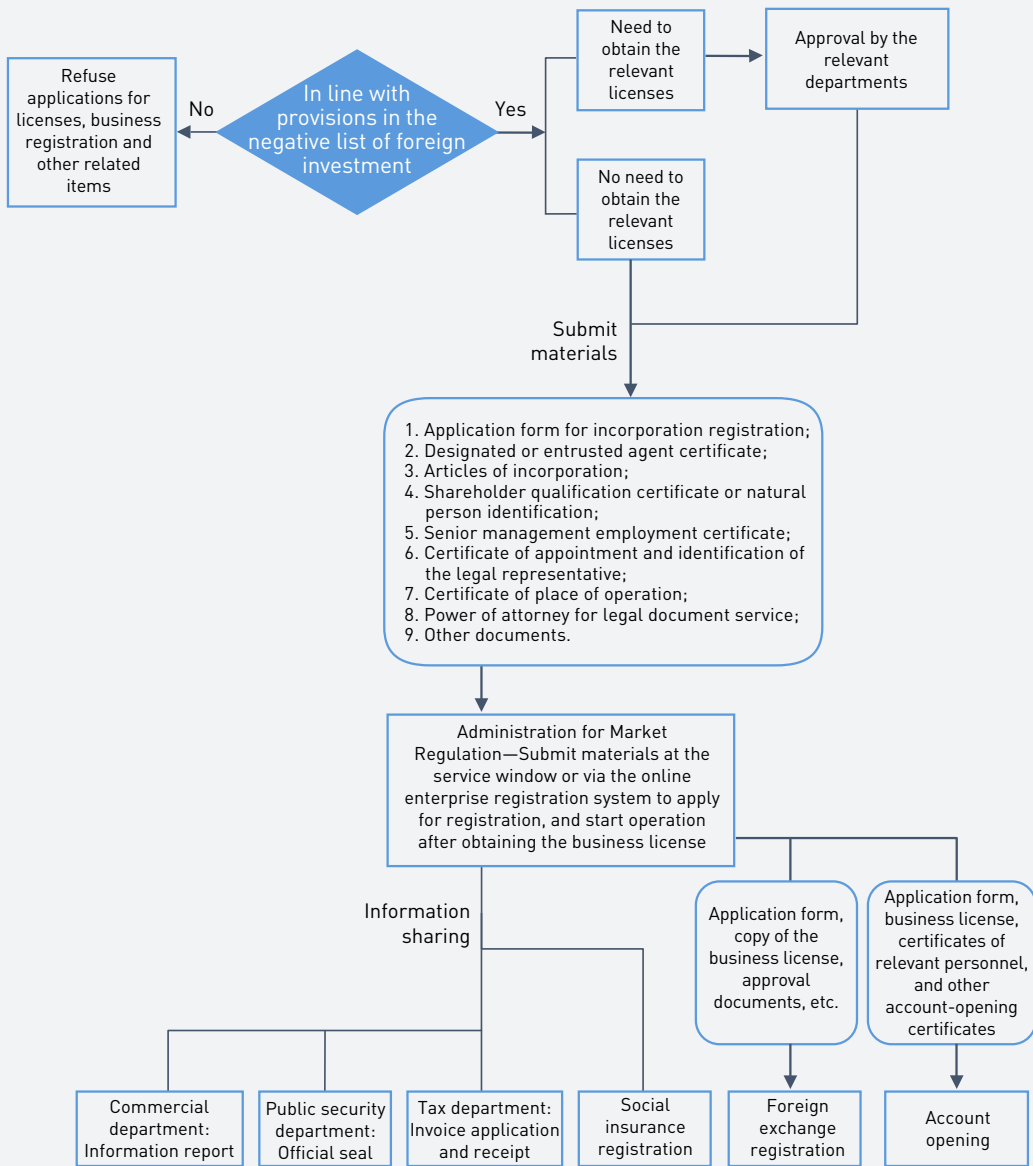 Refuse
applications for
licenses, business
registration and
other related
items
No
In line with
provisions in the
negative list of foreign
investment
Yes
Need to
obtain the
relevant
licenses
Approval by the
relevant
departments
No need to
obtain the
relevant
licenses
Submit
materials
1. Application form for incorporation registration;
2. Designated or entrusted agent certificate;
3. Articles of incorporation;
4. Shareholder qualification certificate or natural
person identification;
5. Senior management employment certificate;
6. Certificate of appointment and identification of
the legal representative;
7. Certificate of place of operation;
8. Power of attorney for legal document service;
9. Other documents.
Administration for Market
Regulation—Submit materials at the
service window or via the online
enterprise registration system to apply
for registration, and start operation
after obtaining the business license
Information
sharing
Application form,
copy of the
business license,
approval
documents, etc.
Application form,
business license,
certificates of
relevant personnel,
and other
account-opening
certificates
Commercial
department:
Information report
Public security
department:
Official seal
Tax department:
Invoice application
and receipt
Social
insurance
registration
Foreign
exchange
registration
Account
opening